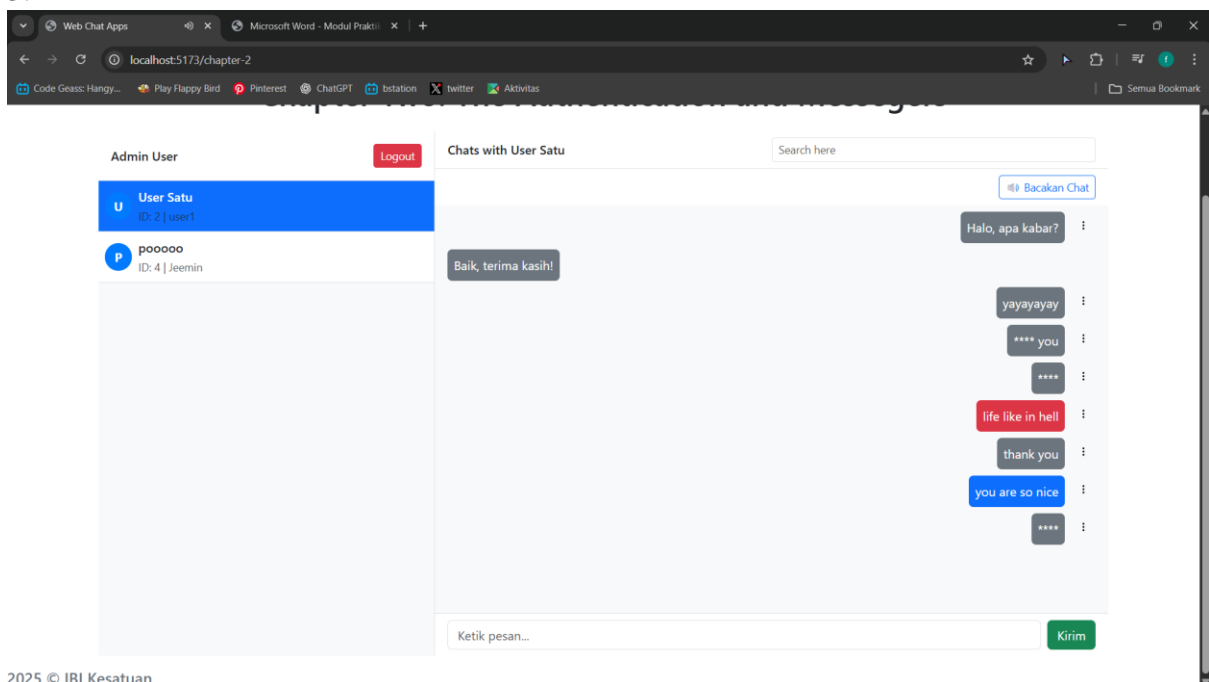 Web Chat Apps
Microsoft Word - Modul Prakti
localhost:5173/chapter-2
Code Geass: Hangy...
Play Flappy Bird
Pinterest
ChatGPT
bstation
twitter
Aktivitas
Semua Bookmark
Admin User
Logout
Chats with User Satu
Search here
U
User Satu
ID: 2 | user1
Bacakan Chat
Halo, apa kabar?
P
pooooo
ID: 4 | Jeemin
Baik, terima kasih!
yayayayay
**** you
****
life like in hell
thank you
you are so nice
****
Ketik pesan...
Kirim
2025 © IBI Kesatuan